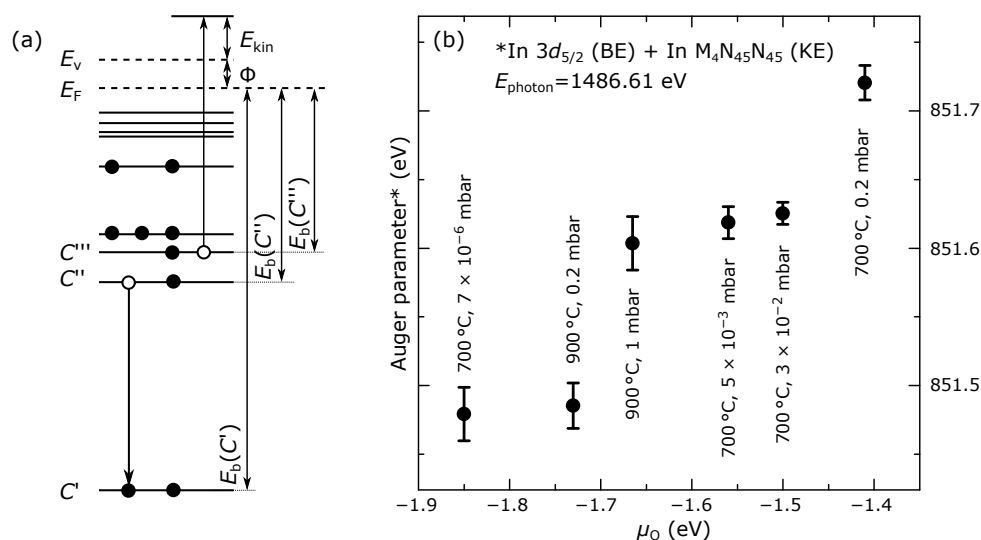 (a)
E_kin
E_v
Φ
E_F
C'''
C''
C'
E_b(C')
E_b(C'')
E_b(C''')
(b)
*In 3d_5/2 (BE) + In M_4N_45N_45 (KE)
E_photon=1486.61 eV
Auger parameter* (eV)
700 °C, 7 × 10⁻⁶ mbar
900 °C, 0.2 mbar
900 °C, 1 mbar
700 °C, 5 × 10⁻³ mbar
700 °C, 3 × 10⁻² mbar
700 °C, 0.2 mbar
851.7
851.6
851.5
−1.9 −1.8 −1.7 −1.6 −1.5 −1.4
μ_O (eV)